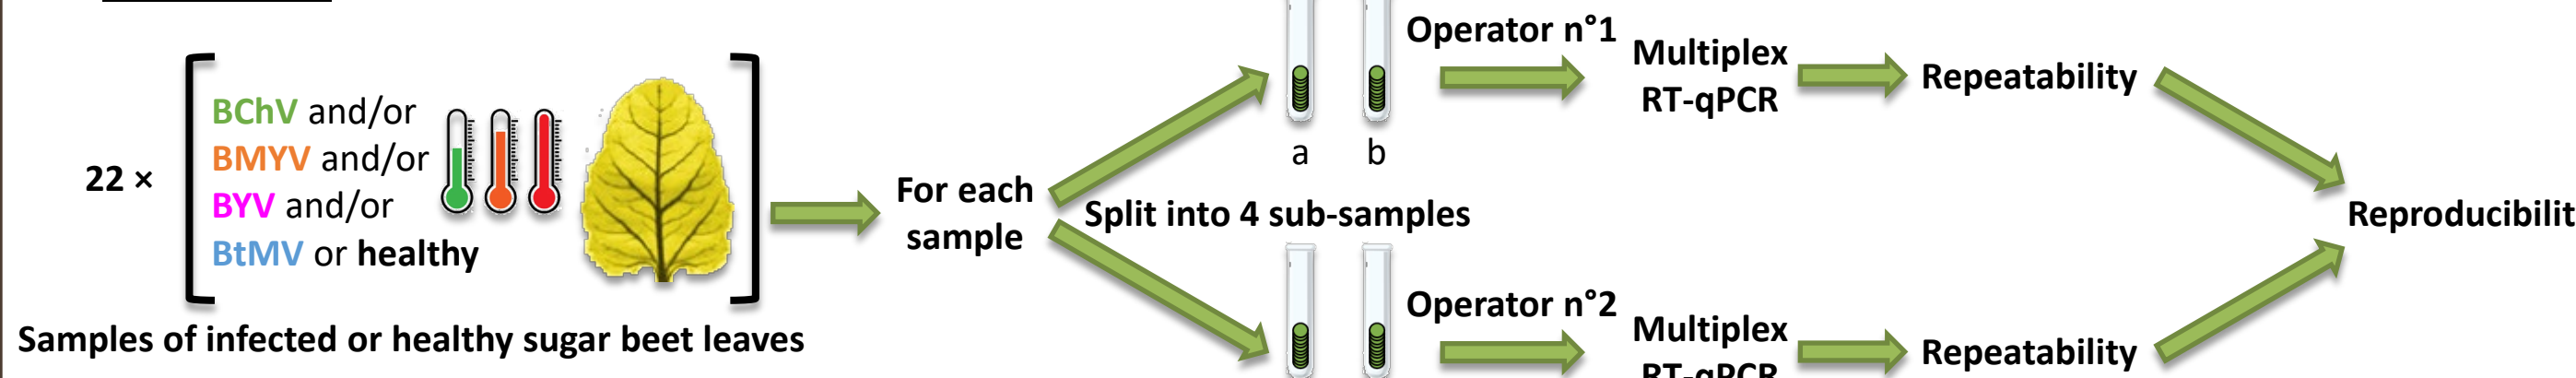 22 ×
BChV and/or
BMYV and/or
BYV and/or
BtMV or healthy
Samples of infected or healthy sugar beet leaves
For each
sample
Split into 4 sub-samples
a b
Operator n°1
Multiplex
RT-qPCR
Repeatability
Operator n°2
Multiplex
RT-qPCR
Repeatability
Reproducibilit